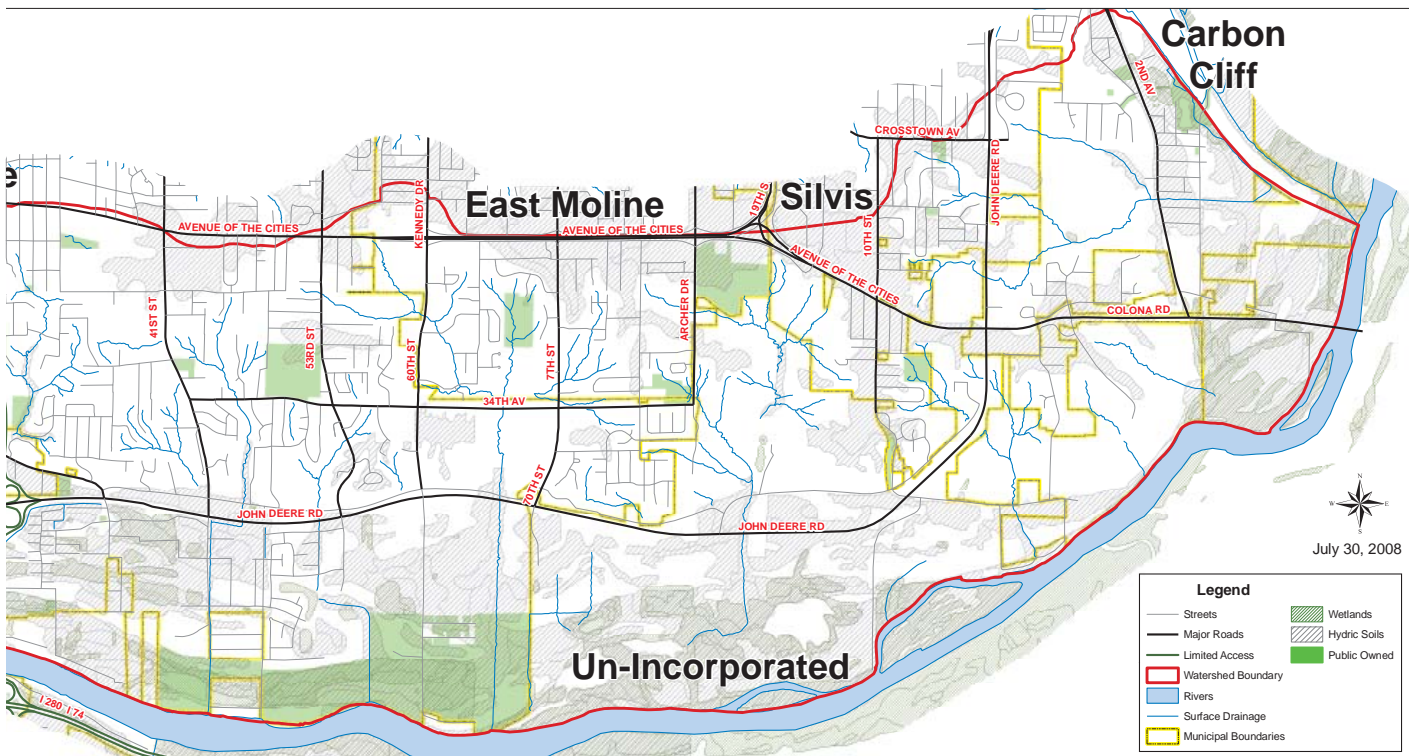 Carbon
Cliff
2ND AV
CROSSTOWN AV
JOHN DEERE RD
e
KENNEDY DR
East Moline
19TH S
Silvis
10TH ST
AVENUE OF THE CITIES
AVENUE OF THE CITIES
AVENUE OF THE CITIES
41ST ST
53RD ST
60TH ST
7TH ST
ARCHER DR
COLONA RD
34TH AV
70TH ST
JOHN DEERE RD
JOHN DEERE RD
N
W
E
S
July 30, 2008
Un-Incorporated
I 280 I 74
Legend
Streets
Major Roads
Limited Access
Watershed Boundary
Rivers
Surface Drainage
Municipal Boundaries
Wetlands
Hydric Soils
Public Owned